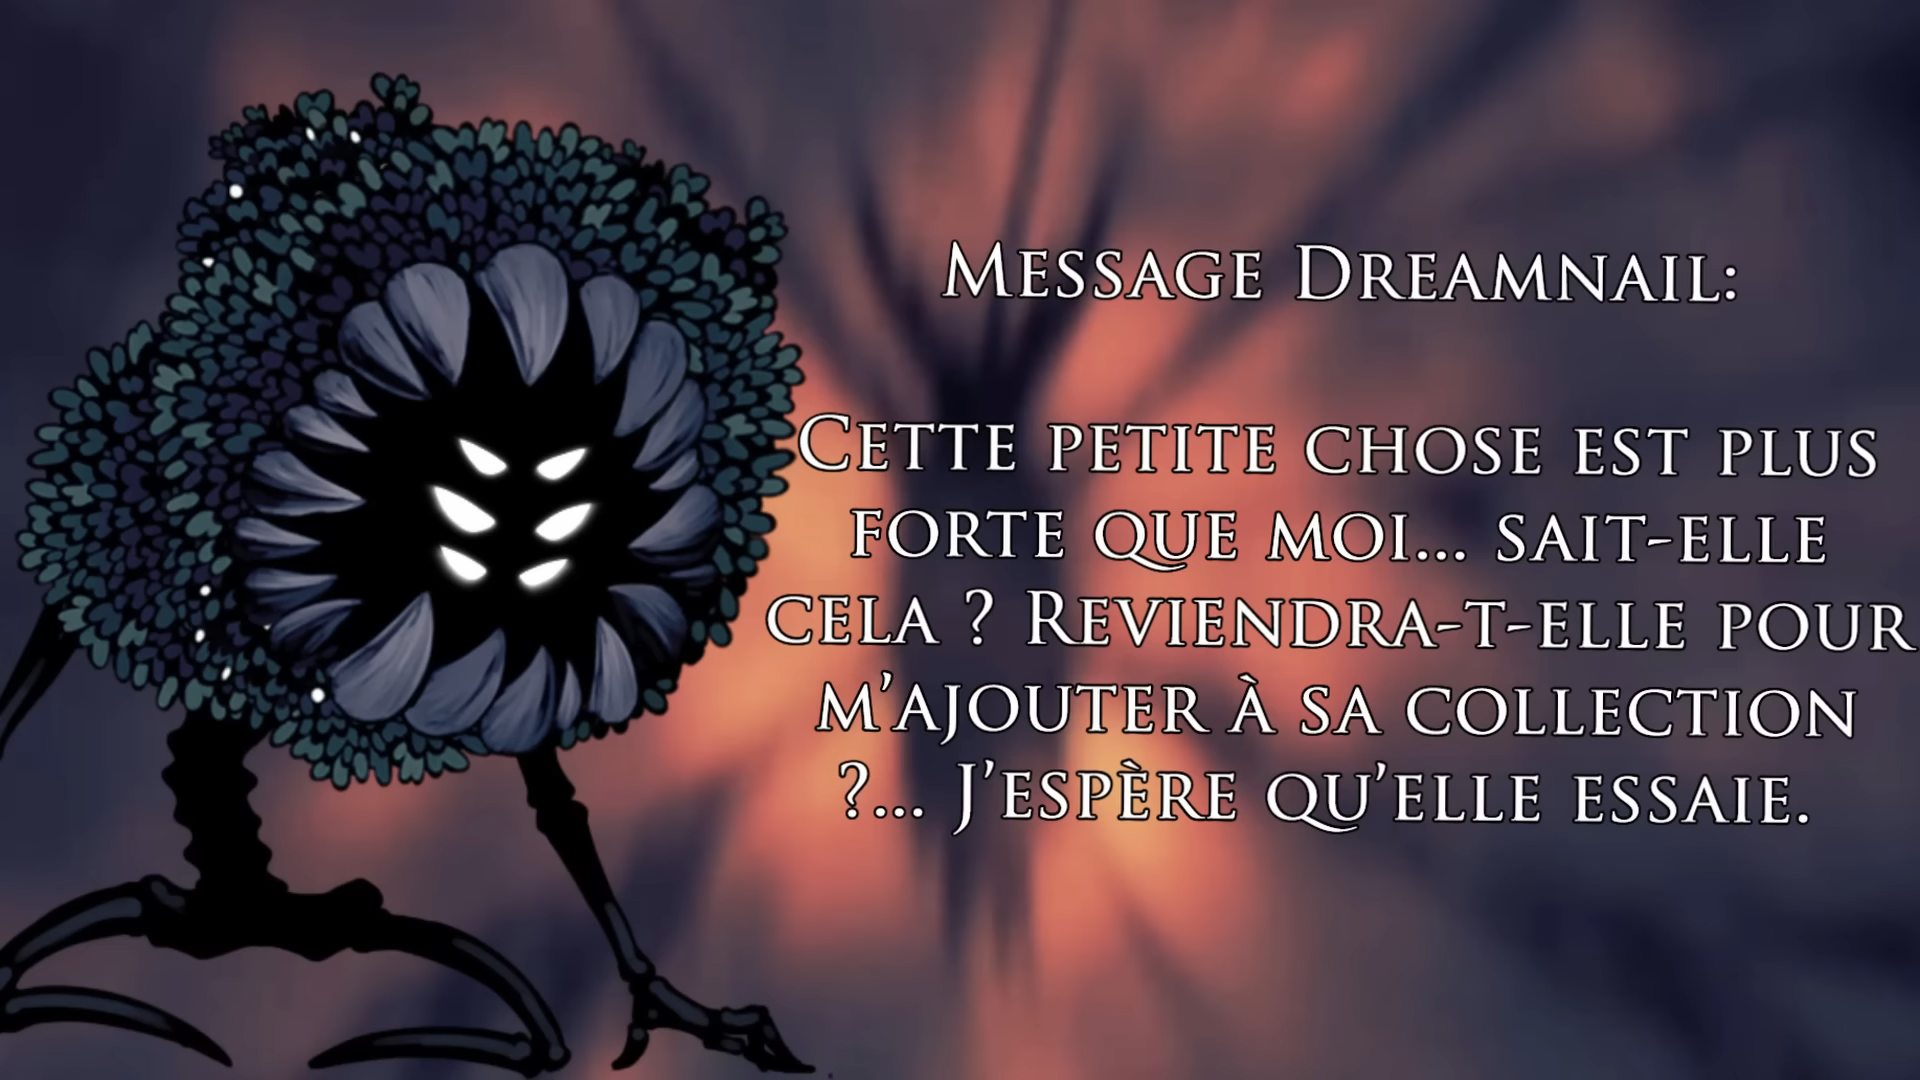 Message Dreamnail:
Cette petite chose est plus
forte que moi... sait-elle
cela ? Reviendra-t-elle pour
m'ajouter à sa collection
?... J'espère qu'elle essaie.